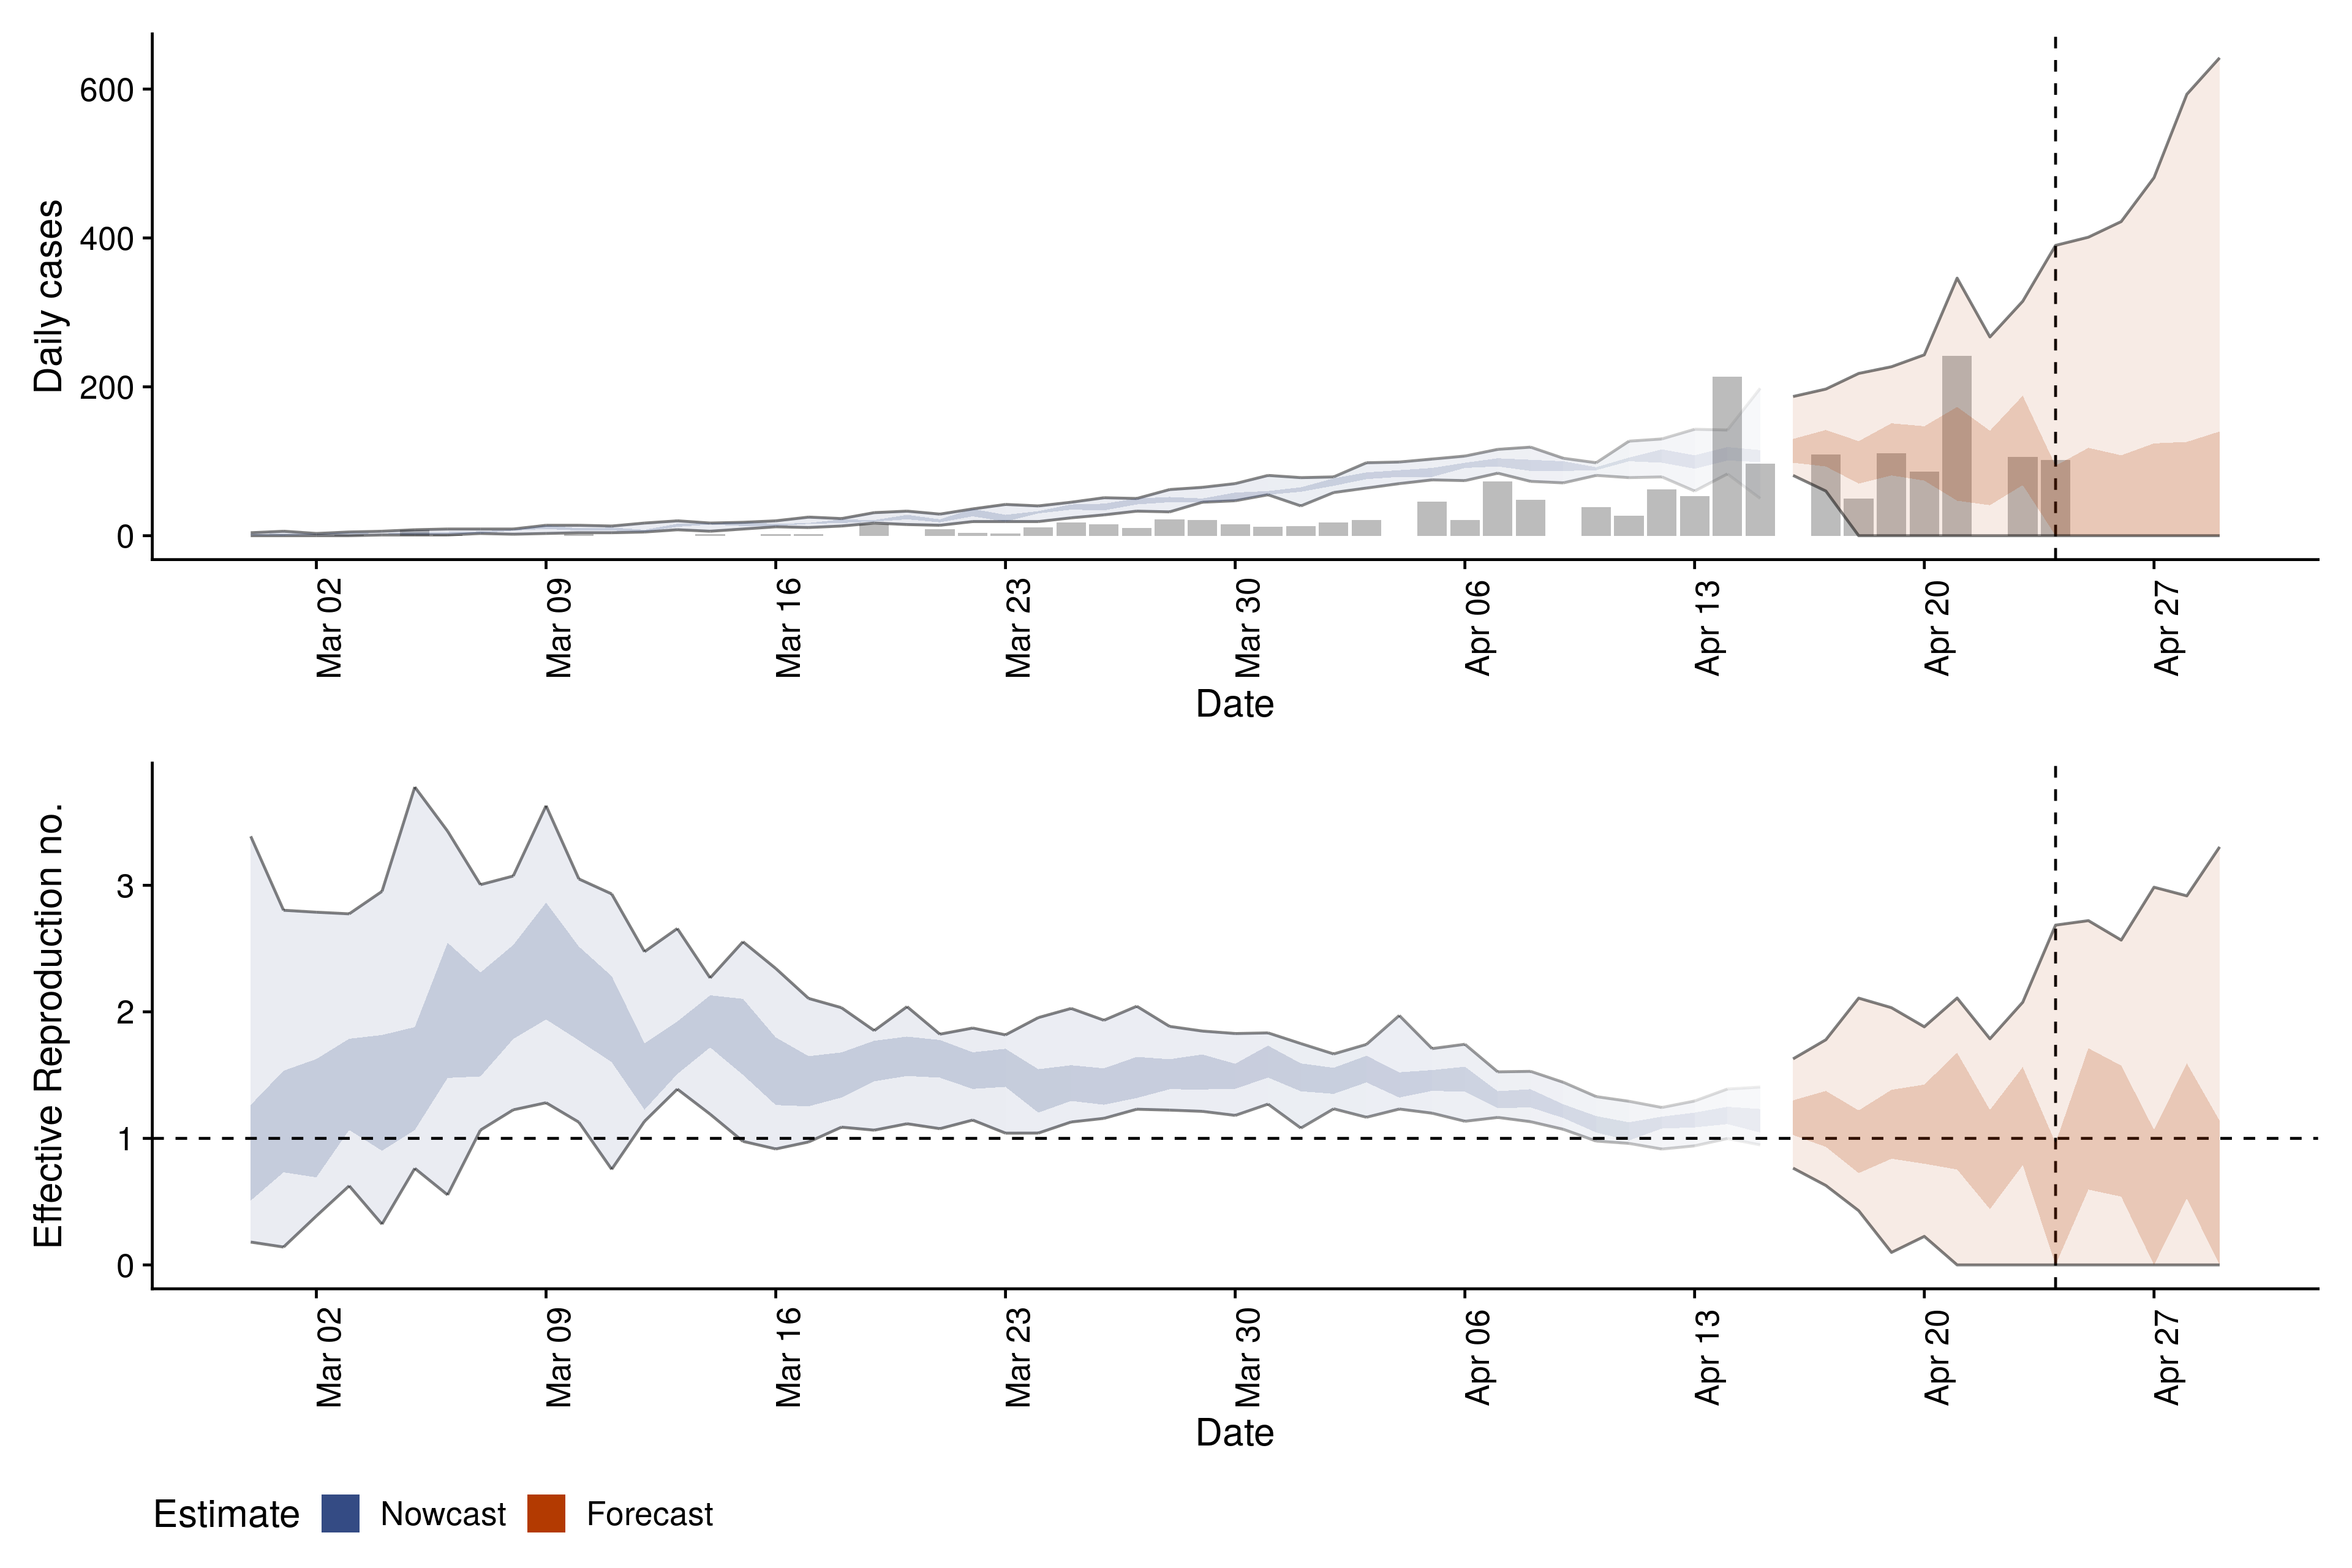 Daily cases
600
400
200
0
Mar 02
Mar 09
Mar 16
Mar 23
Mar 30
Apr 06
Apr 13
Apr 20
Apr 27
Date
Effective Reproduction no.
3
2
1
0
Mar 02
Mar 09
Mar 16
Mar 23
Mar 30
Apr 06
Apr 13
Apr 20
Apr 27
Date
Estimate Nowcast Forecast